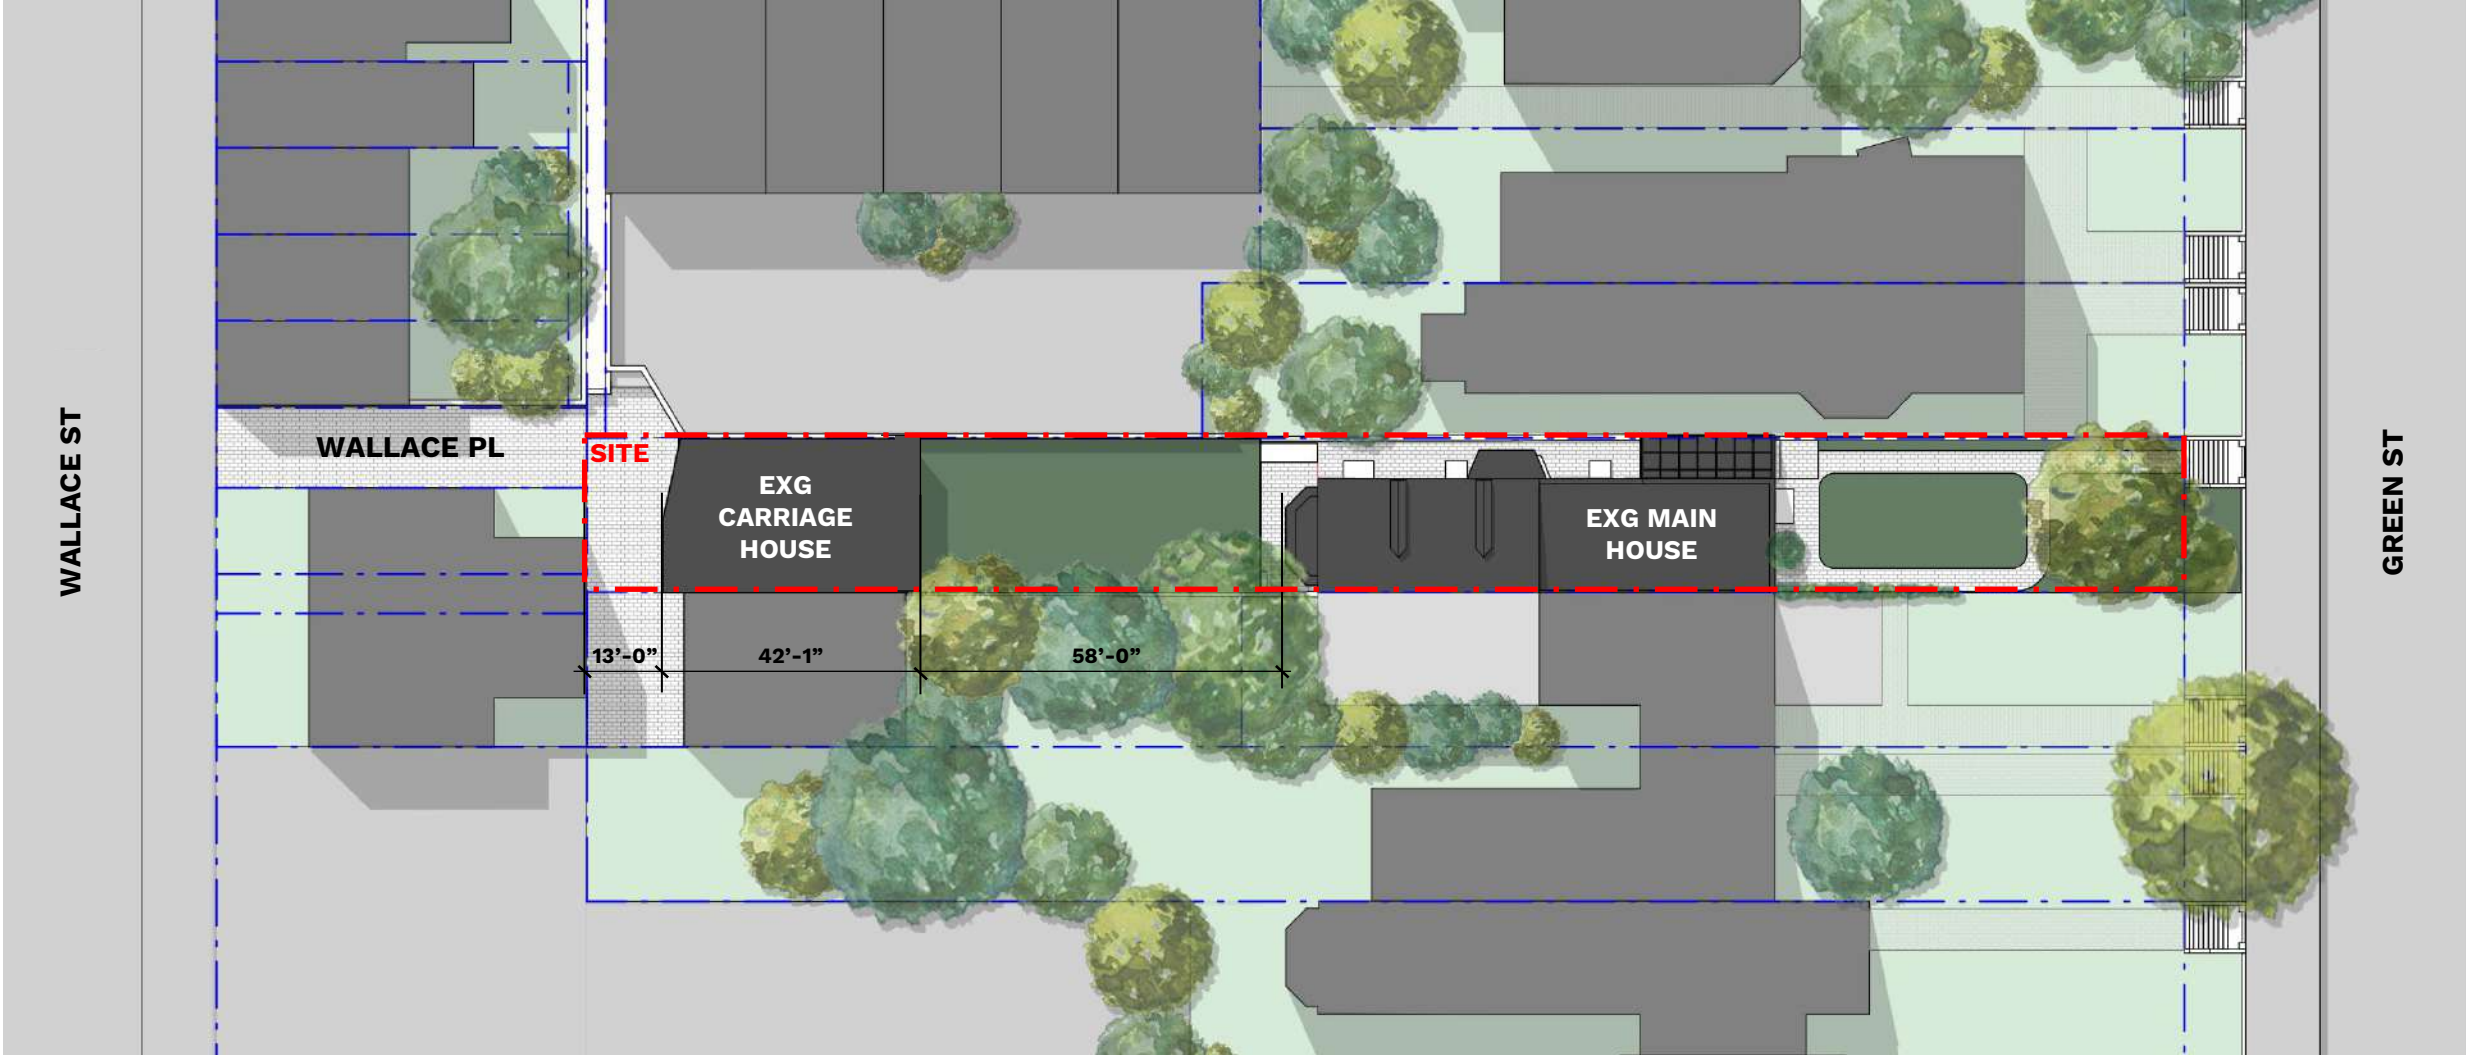 WALLACE ST
WALLACE PL
SITE
EXG
CARRIAGE
HOUSE
EXG MAIN
HOUSE
GREEN ST
13’-0”
42’-1”
58’-0”